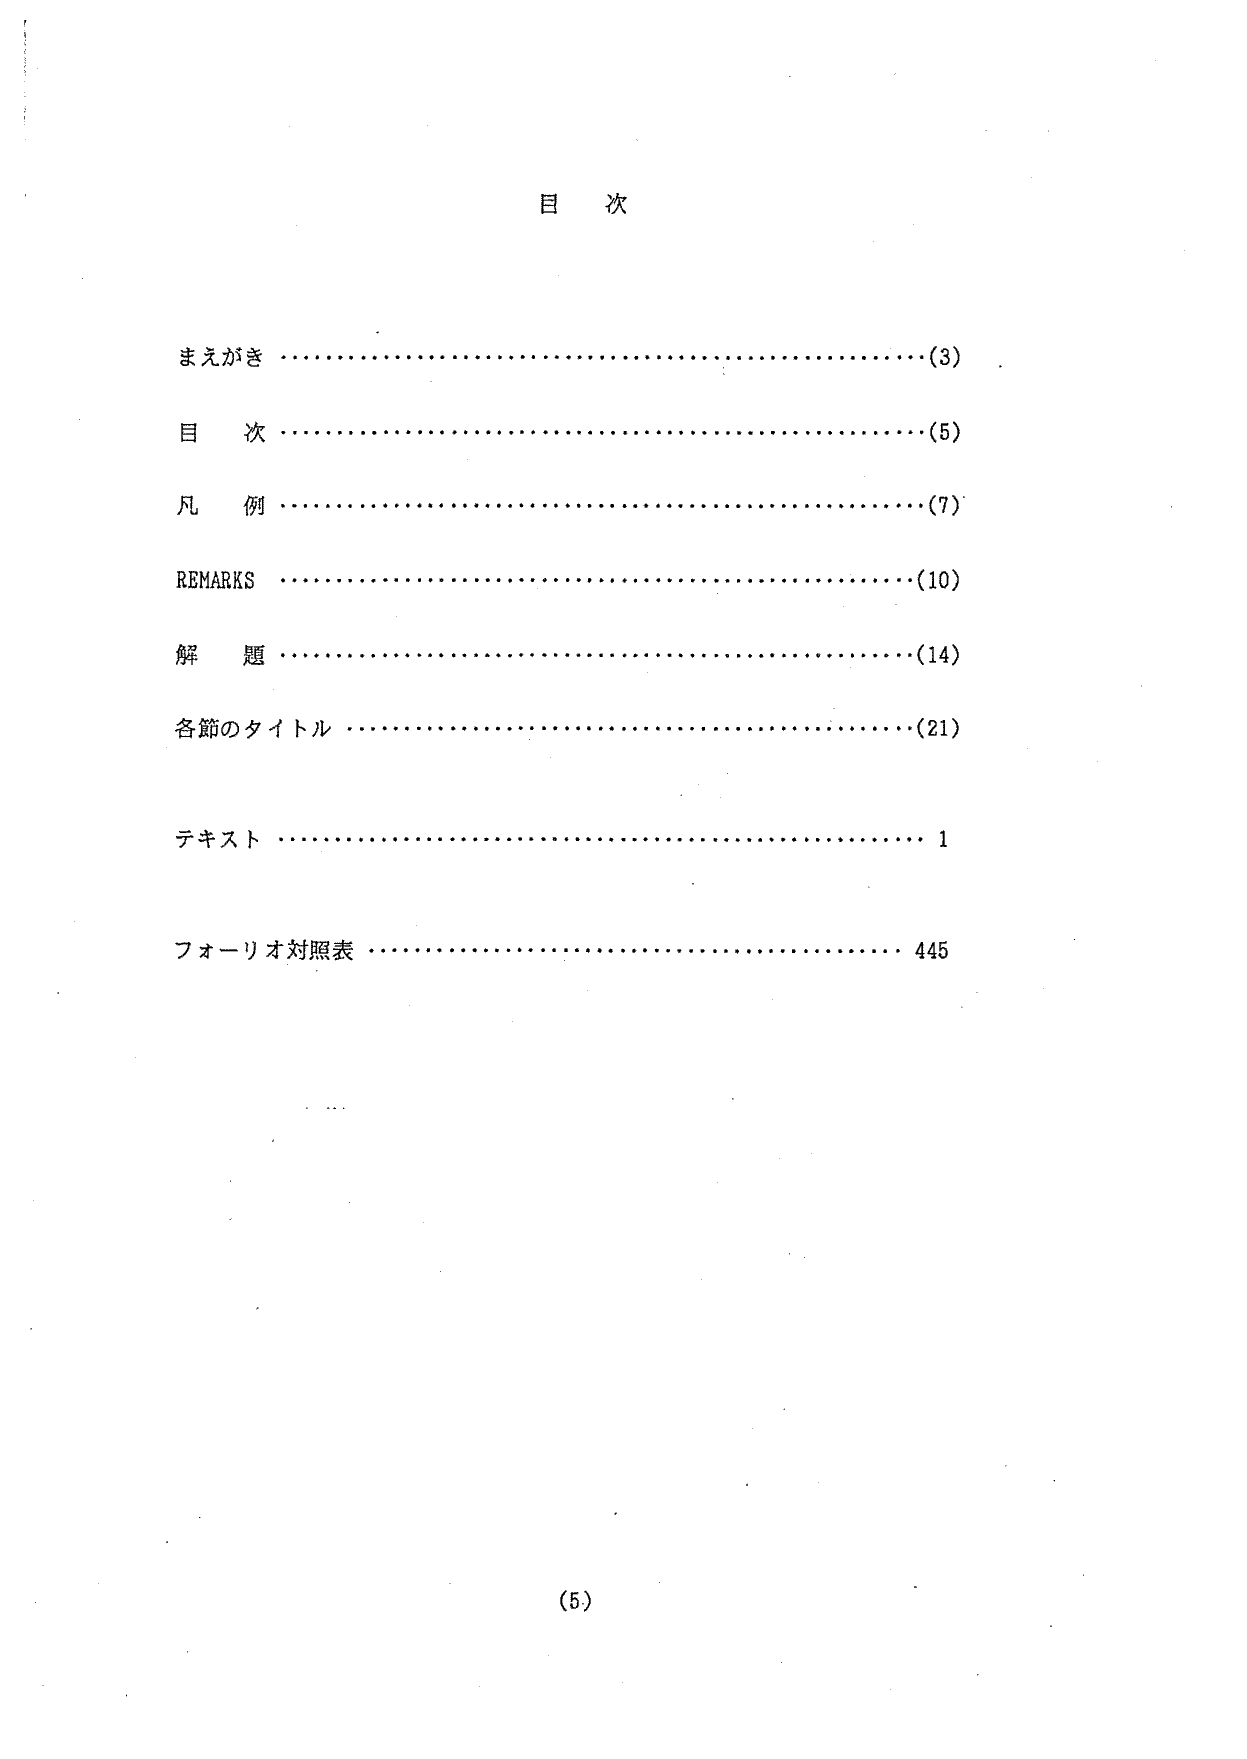 目　次
まえがき ………………………………………………………(3)
目　　次 ………………………………………………………(5)
凡　　例 ………………………………………………………(7)
REMARKS ………………………………………………………(10)
解　　題 ………………………………………………………(14)
各節のタイトル ………………………………………………(21)
テキスト ……………………………………………………… 1
フォーリオ対照表 …………………………………………… 445
(5)